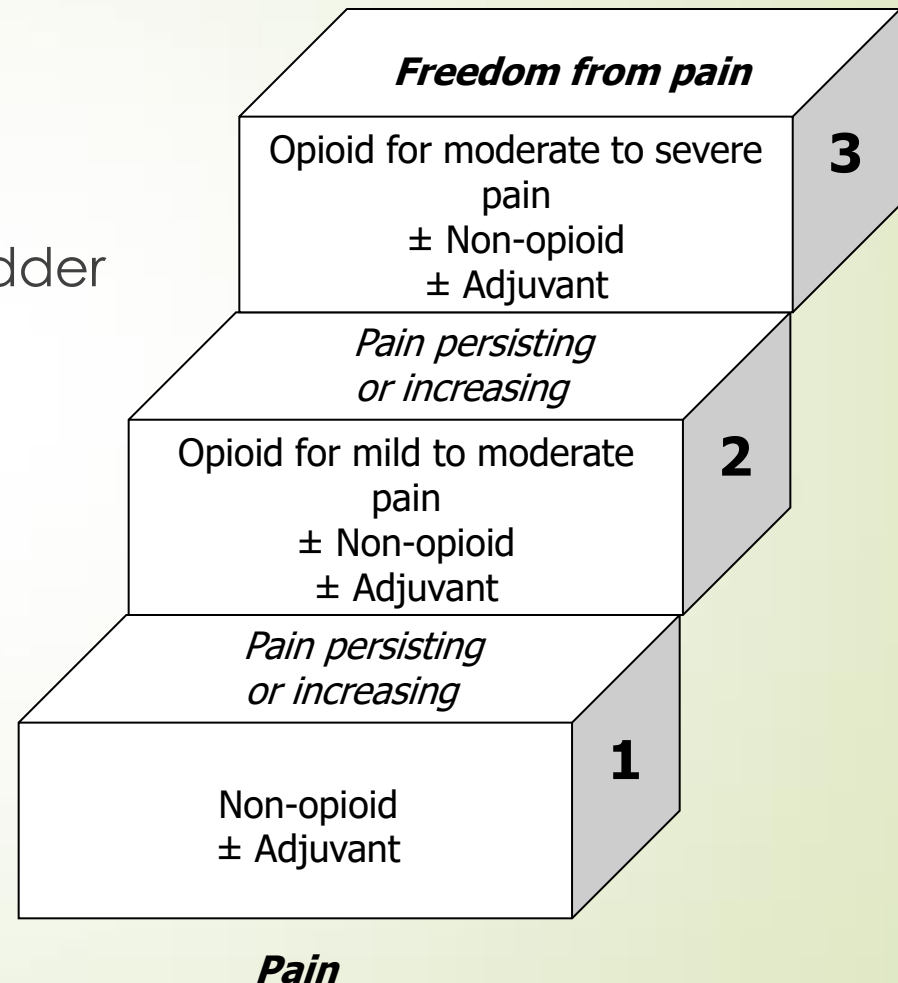 Freedom from pain
Opioid for moderate to severe
pain
± Non-opioid
± Adjuvant
3
dder
Pain persisting
or increasing
Opioid for mild to moderate
pain
± Non-opioid
± Adjuvant
2
Pain persisting
or increasing
Non-opioid
± Adjuvant
1
Pain